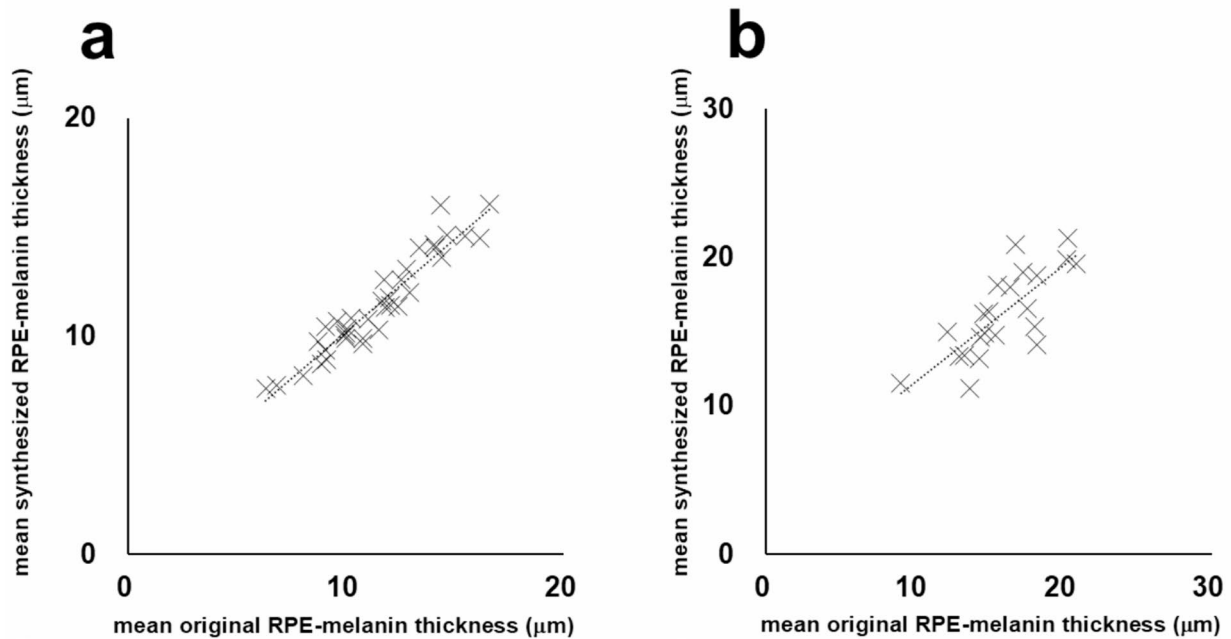 a
mean synthesized RPE-melanin thickness (μm)
20
10
0
0 10 20
mean original RPE-melanin thickness (μm)
b
mean synthesized RPE-melanin thickness (μm)
30
20
10
0
0 10 20 30
mean original RPE-melanin thickness (μm)